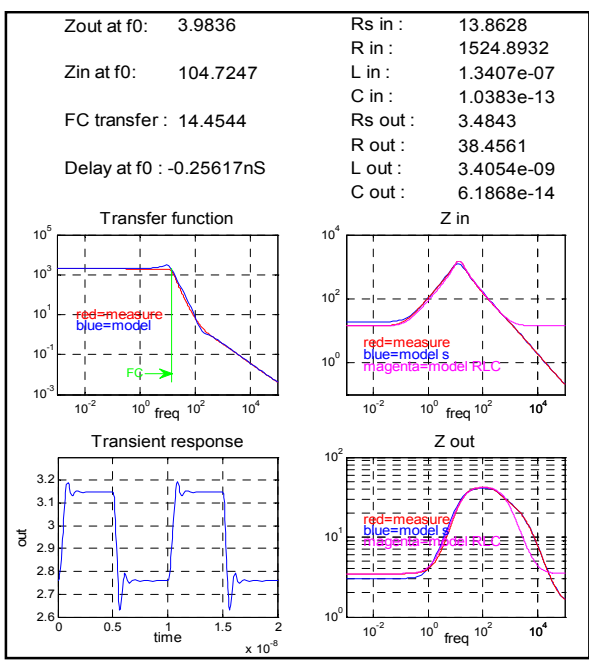 Zout at f0: 3.9836
Zin at f0: 104.7247
FC transfer : 14.4544
Delay at f0 : -0.25617nS
Rs in : 13.8628
R in : 1524.8932
L in : 1.3407e-07
C in : 1.0383e-13
Rs out : 3.4843
R out : 38.4561
L out : 3.4054e-09
C out : 6.1868e-14
Transfer function
10^5
10^3
10^1
10^-1
10^-3
red=measure
blue=model
FC
10^-2 10^0 10^2 10^4
freq
Z in
10^4
10^2
10^0
red=measure
blue=model s
magenta=model RLC
10^-2 10^0 10^2 10^4
freq
Transient response
3.2
3.1
3
2.9
2.8
2.7
2.6
out
0 0.5 1 1.5 2
time
x 10^-8
Z out
10^2
10^1
10^0
red=measure
blue=model s
magenta=model RLC
10^-2 10^0 10^2 10^4
freq